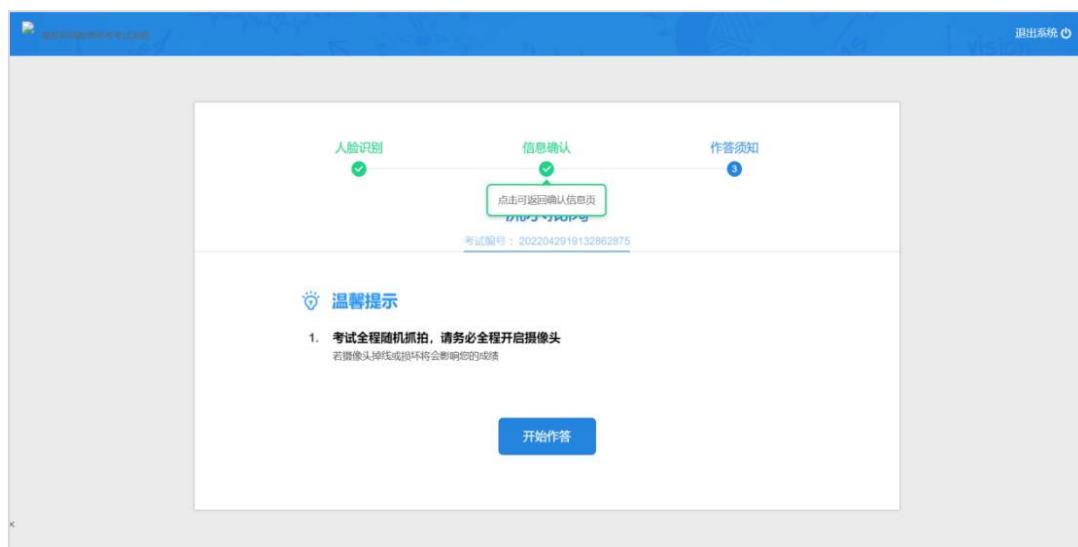 退出系统
人脸识别
信息确认
作答须知
3
点击可返回确认信息页
考试编号： 2022042919132862875
温馨提示
1. 考试全程随机抓拍，请务必全程开启摄像头
若摄像头掉线或损坏将会影响您的成绩
开始作答